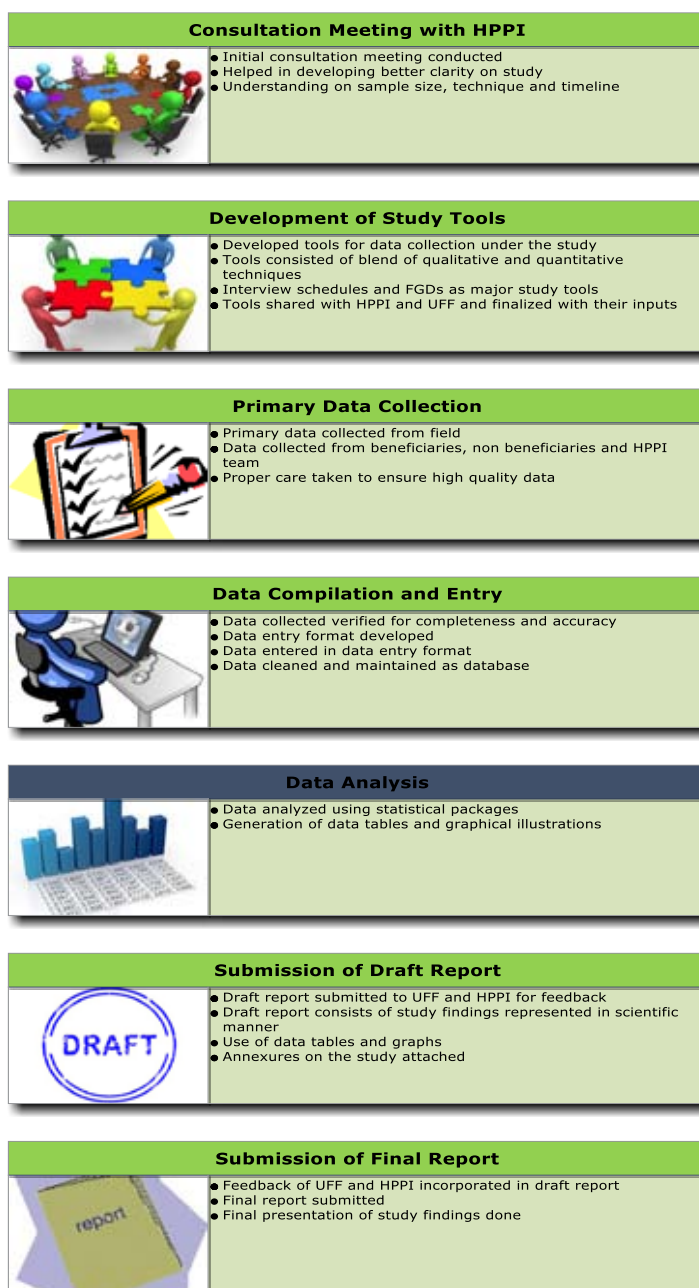 Consultation Meeting with HPPI
● Initial consultation meeting conducted
● Helped in developing better clarity on study
● Understanding on sample size, technique and timeline
Development of Study Tools
● Developed tools for data collection under the study
● Tools consisted of blend of qualitative and quantitative
techniques
● Interview schedules and FGDs as major study tools
● Tools shared with HPPI and UFF and finalized with their inputs
Primary Data Collection
● Primary data collected from field
● Data collected from beneficiaries, non beneficiaries and HPPI
team
● Proper care taken to ensure high quality data
Data Compilation and Entry
● Data collected verified for completeness and accuracy
● Data entry format developed
● Data entered in data entry format
● Data cleaned and maintained as database
Data Analysis
● Data analyzed using statistical packages
● Generation of data tables and graphical illustrations
Submission of Draft Report
DRAFT
● Draft report submitted to UFF and HPPI for feedback
● Draft report consists of study findings represented in scientific
manner
● Use of data tables and graphs
● Annexures on the study attached
Submission of Final Report
report
● Feedback of UFF and HPPI incorporated in draft report
● Final report submitted
● Final presentation of study findings done